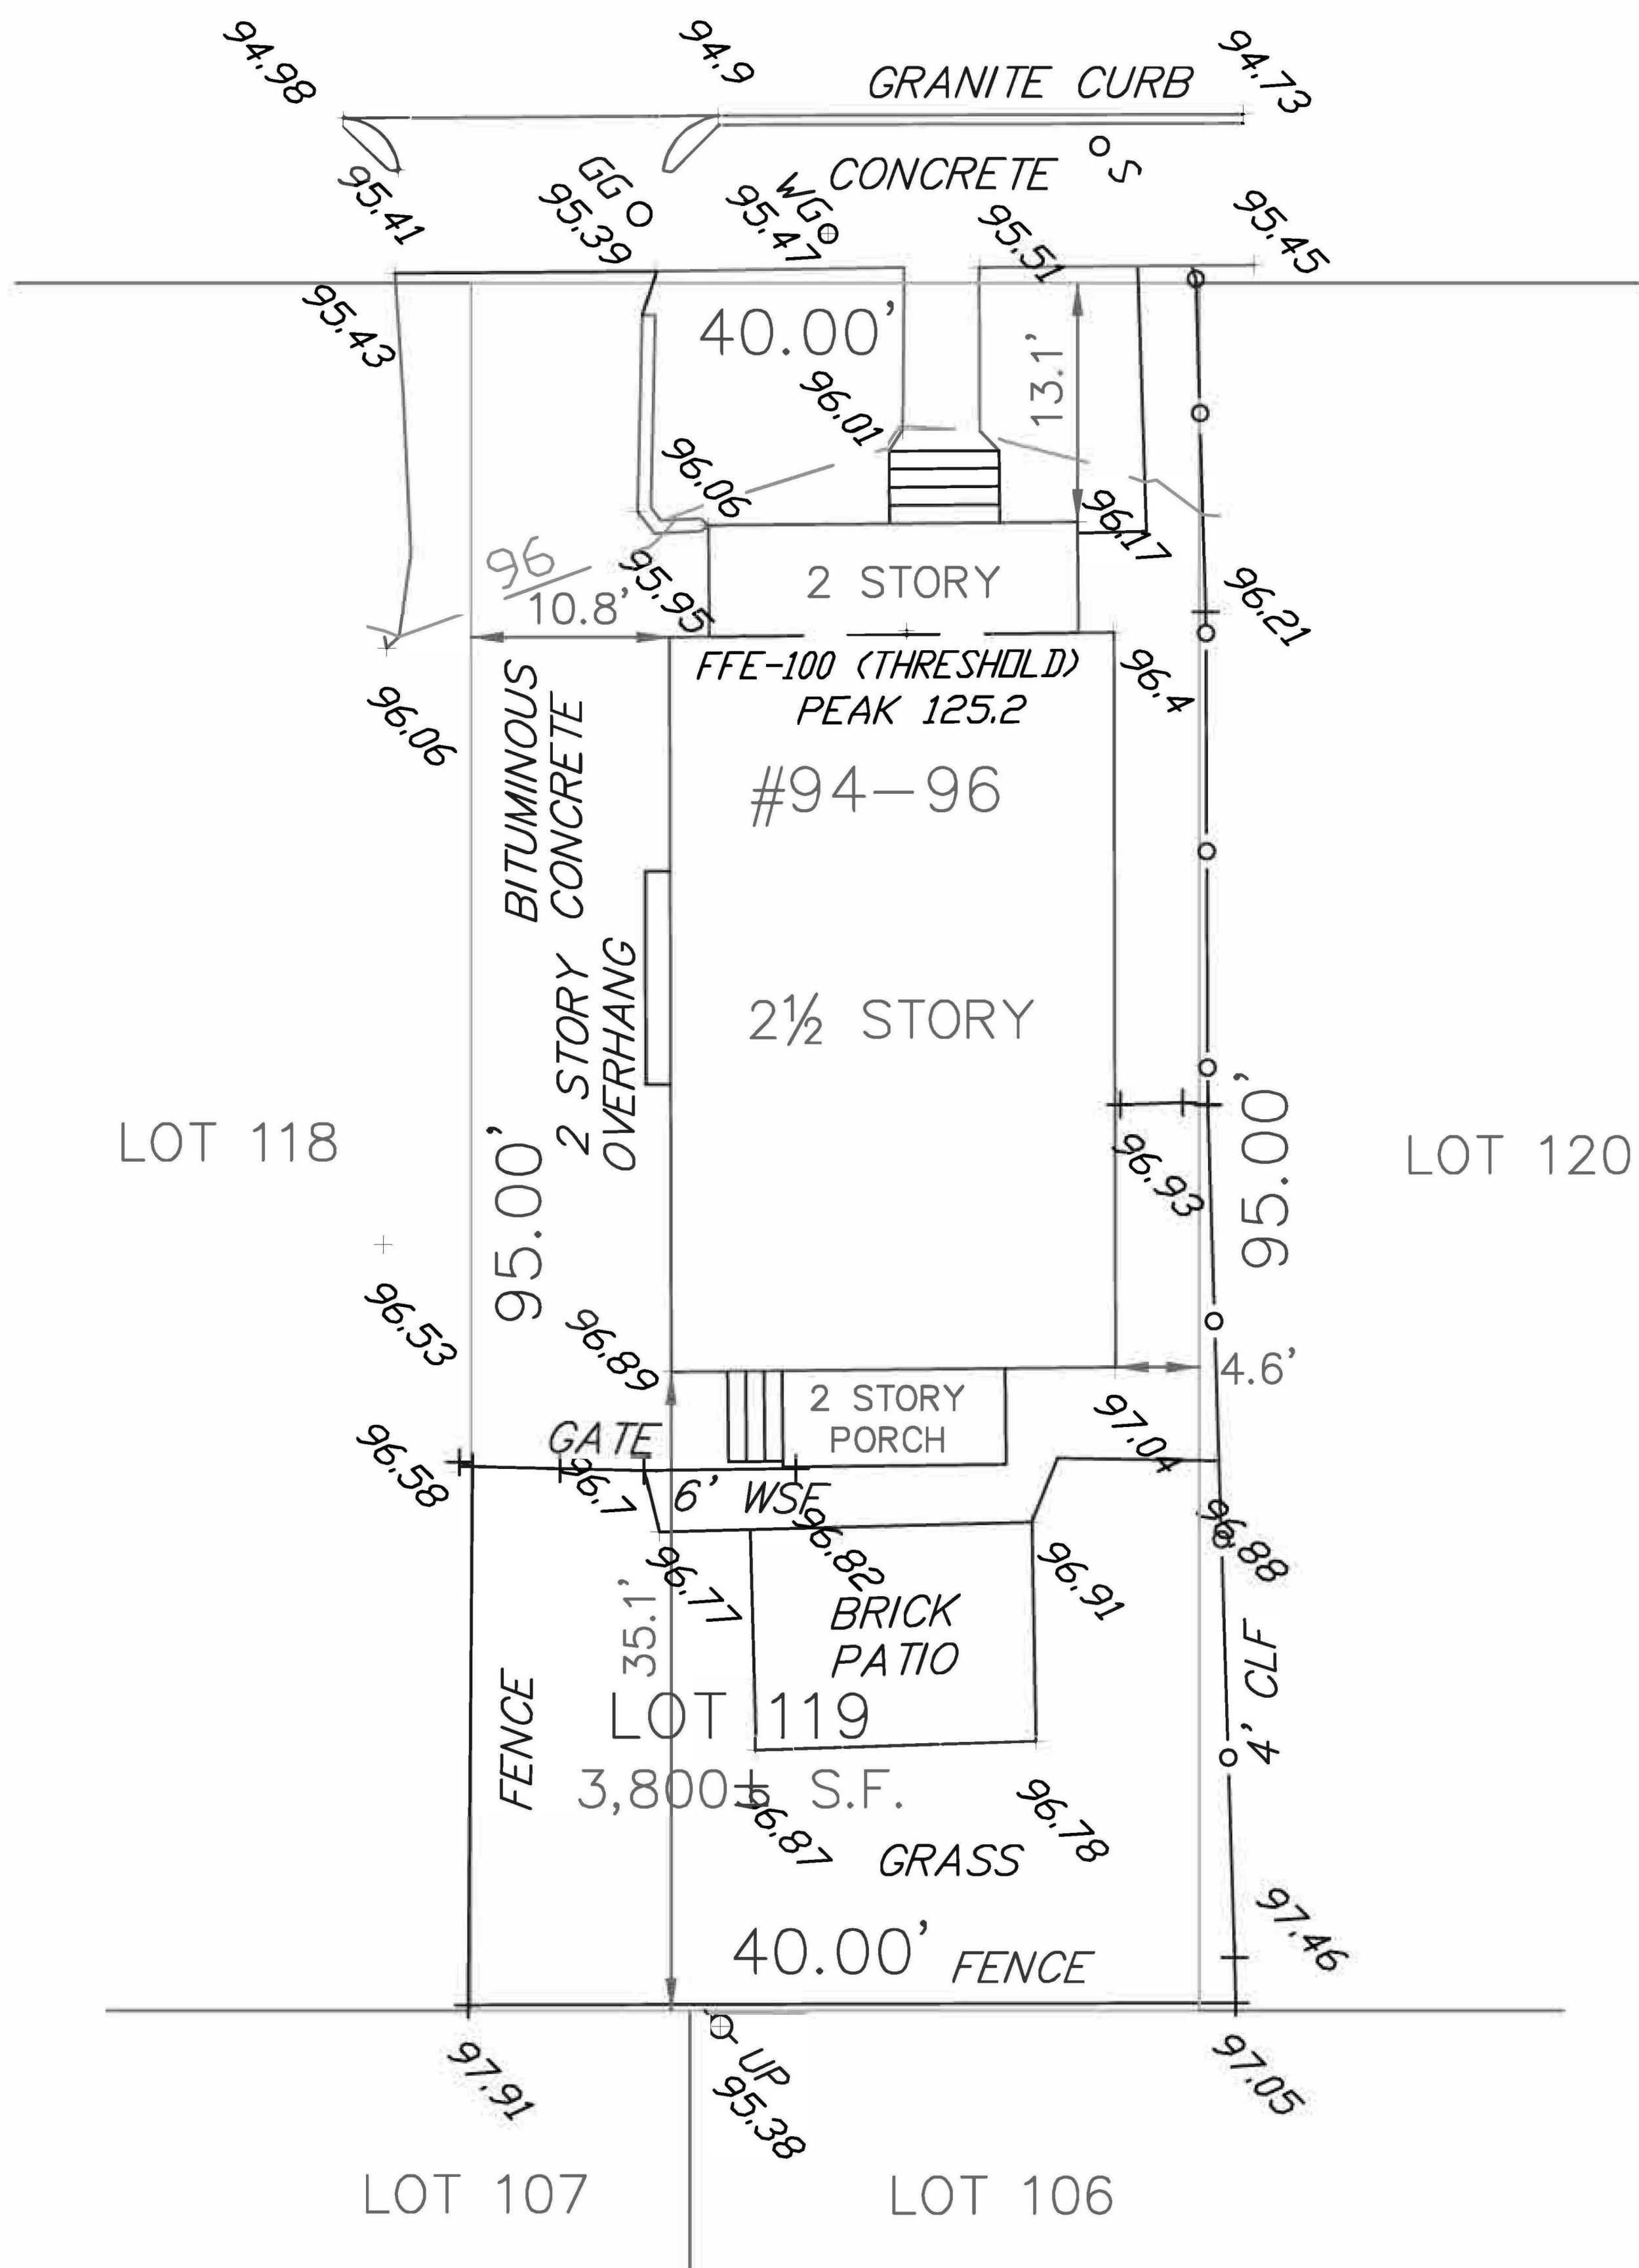 94.98
94.9
94.73
GRANITE CURB
CONCRETE
S
GG
WG
95.41
95.39
95.47
95.51
95.45
95.43
40.00'
13.1'
96.01
96.06
96.17
96
10.8'
95.95
2 STORY
96.21
FFE-100 (THRESHOLD)
PEAK 125.2
96.4
96.06
#94-96
BITUMINOUS
CONCRETE
2 STORY
OVERHANG
2½ STORY
LOT 118
95.00'
96.93
95.00'
LOT 120
96.53
96.89
4.6'
2 STORY
PORCH
97.04
GATE
96.58
96.7
6' WSF
96.82
96.88
96.77
96.91
35.1'
BRICK
PATIO
4' CLF
FENCE
LOT 119
3,800± S.F.
96.87
96.78
GRASS
97.46
40.00'
FENCE
97.91
UP
95.38
97.05
LOT 107
LOT 106